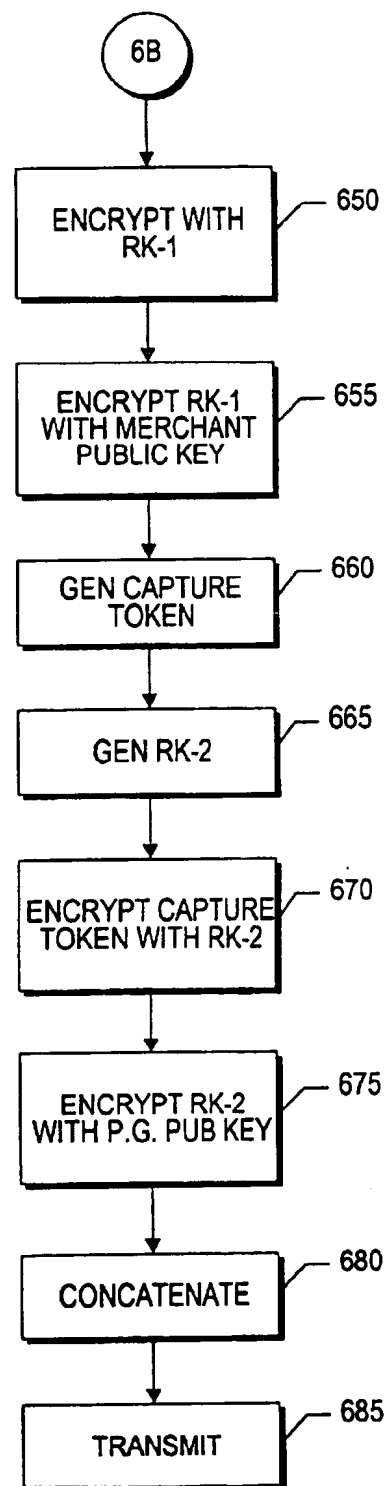 6B
ENCRYPT WITH
RK-1
650
ENCRYPT RK-1
WITH MERCHANT
PUBLIC KEY
655
GEN CAPTURE
TOKEN
660
GEN RK-2
665
ENCRYPT CAPTURE
TOKEN WITH RK-2
670
ENCRYPT RK-2
WITH P.G. PUB KEY
675
CONCATENATE
680
TRANSMIT
685